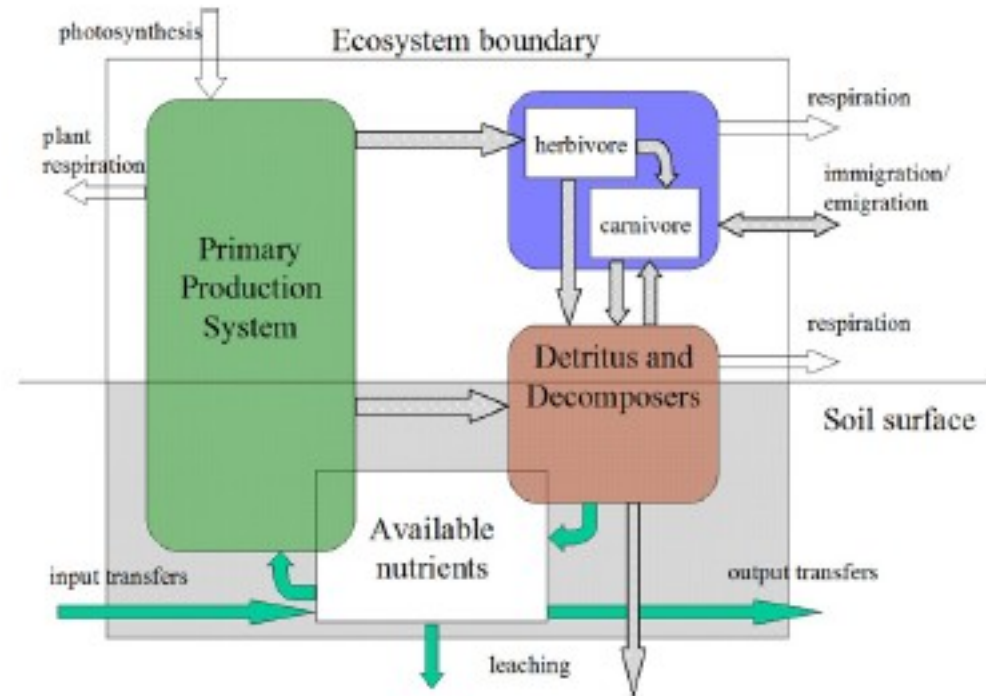 photosynthesis
Ecosystem boundary
respiration
plant
respiration
herbivore
immigration/
emigration
carnivore
Primary
Production
System
respiration
Detritus and
Decomposers
Soil surface
Available
nutrients
input transfers
output transfers
leaching